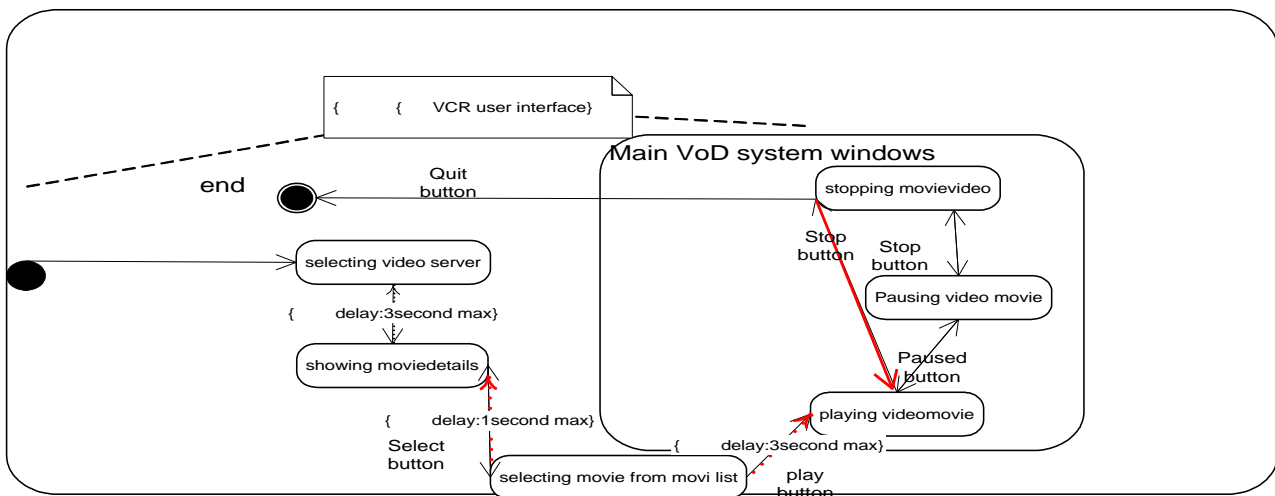 { { VCR user interface}
Main VoD system windows
end
Quit
button
stopping movievideo
Stop
button
Stop
button
selecting video server
Pausing video movie
{ delay:3second max}
showing moviedetails
Paused
button
playing videomovie
{ delay:1second max}
Select
button
{ delay:3second max}
selecting movie from movi list
play
button